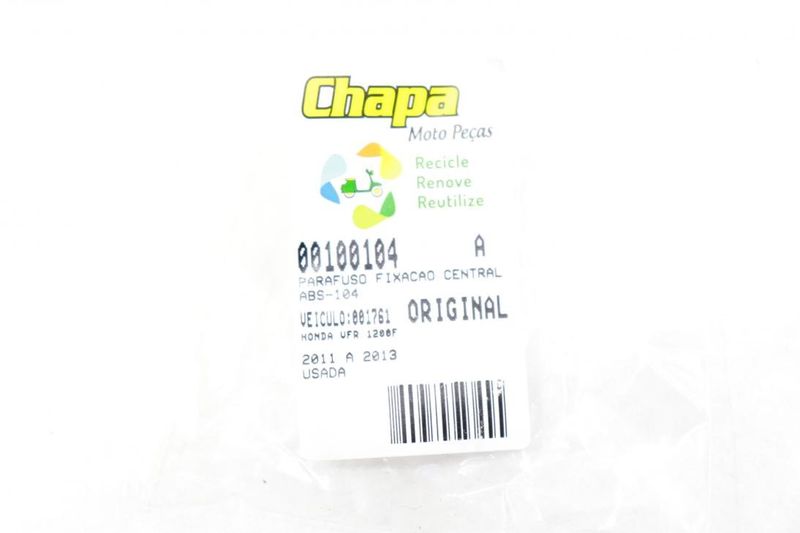 Chapa
Moto Peças
Recicle
Renove
Reutilize
00100104 A
PARAFUSO FIXACAO CENTRAL
ABS-104
VEICULO:001761 ORIGINAL
HONDA VFR 1200F
2011 A 2013
USADA